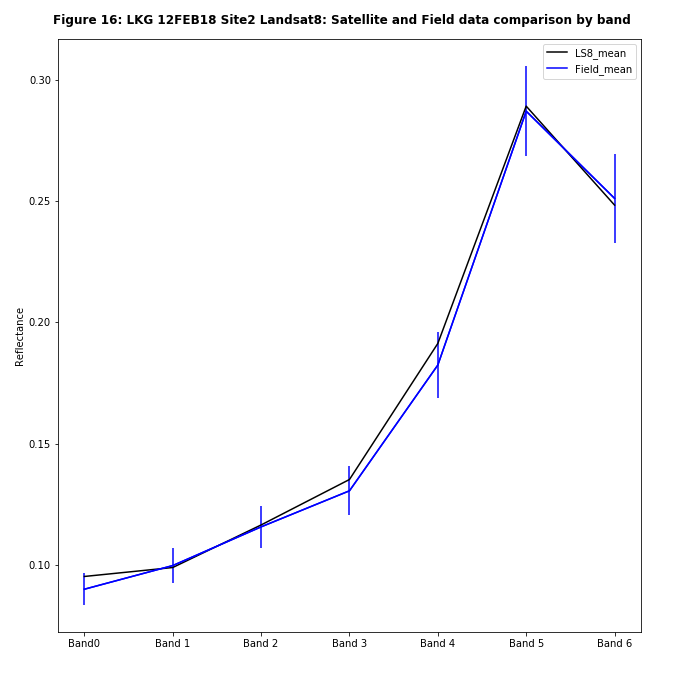 Figure 16: LKG 12FEB18 Site2 Landsat8: Satellite and Field data comparison by band
LS8_mean
Field_mean
0.30
0.25
0.20
0.15
0.10
Reflectance
Band0 Band 1 Band 2 Band 3 Band 4 Band 5 Band 6